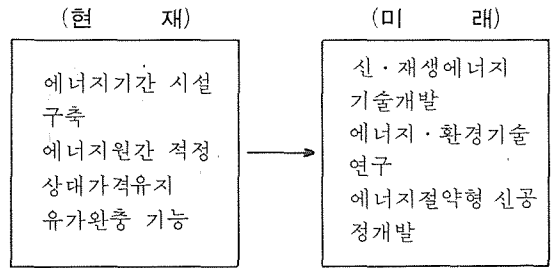 (현 재)
에너지기간 시설
구축
에너지원간 적정
상대가격유지
유가완충 기능
(미 래)
신·재생에너지
기술개발
에너지·환경기술
연구
에너지절약형 신공
정개발